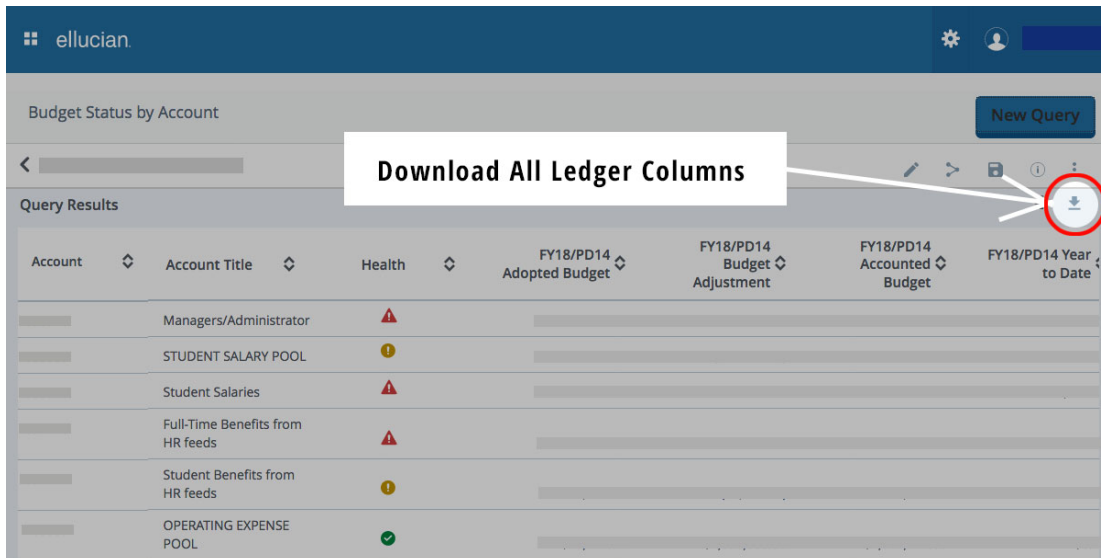 ellucian.
Budget Status by Account
New Query
Download All Ledger Columns
Query Results
Account
Account Title
Health
FY18/PD14
Adopted Budget
FY18/PD14
Budget
Adjustment
FY18/PD14
Accounted
Budget
FY18/PD14 Year
to Date
Managers/Administrator
STUDENT SALARY POOL
Student Salaries
Full-Time Benefits from
HR feeds
Student Benefits from
HR feeds
OPERATING EXPENSE
POOL